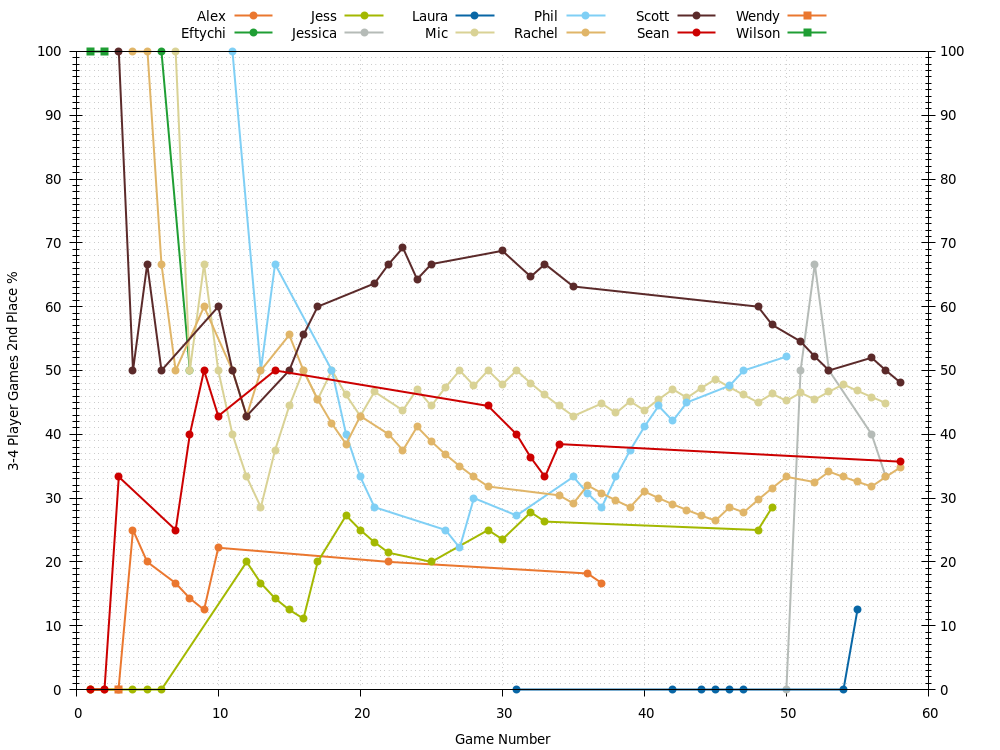 Alex Jess Laura Phil Scott Wendy
Eftychi Jessica Mic Rachel Sean Wilson
100 100
90 90
80 80
70 70
60 60
50 50
40 40
30 30
20 20
10 10
0 0
0 10 20 30 40 50 60
3-4 Player Games 2nd Place %
Game Number